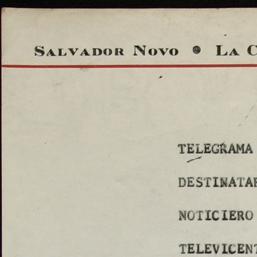 SALVADOR NOVO • LA C
TELEGRAMA
DESTINATAR
NOTICIERO
TELEVICENT